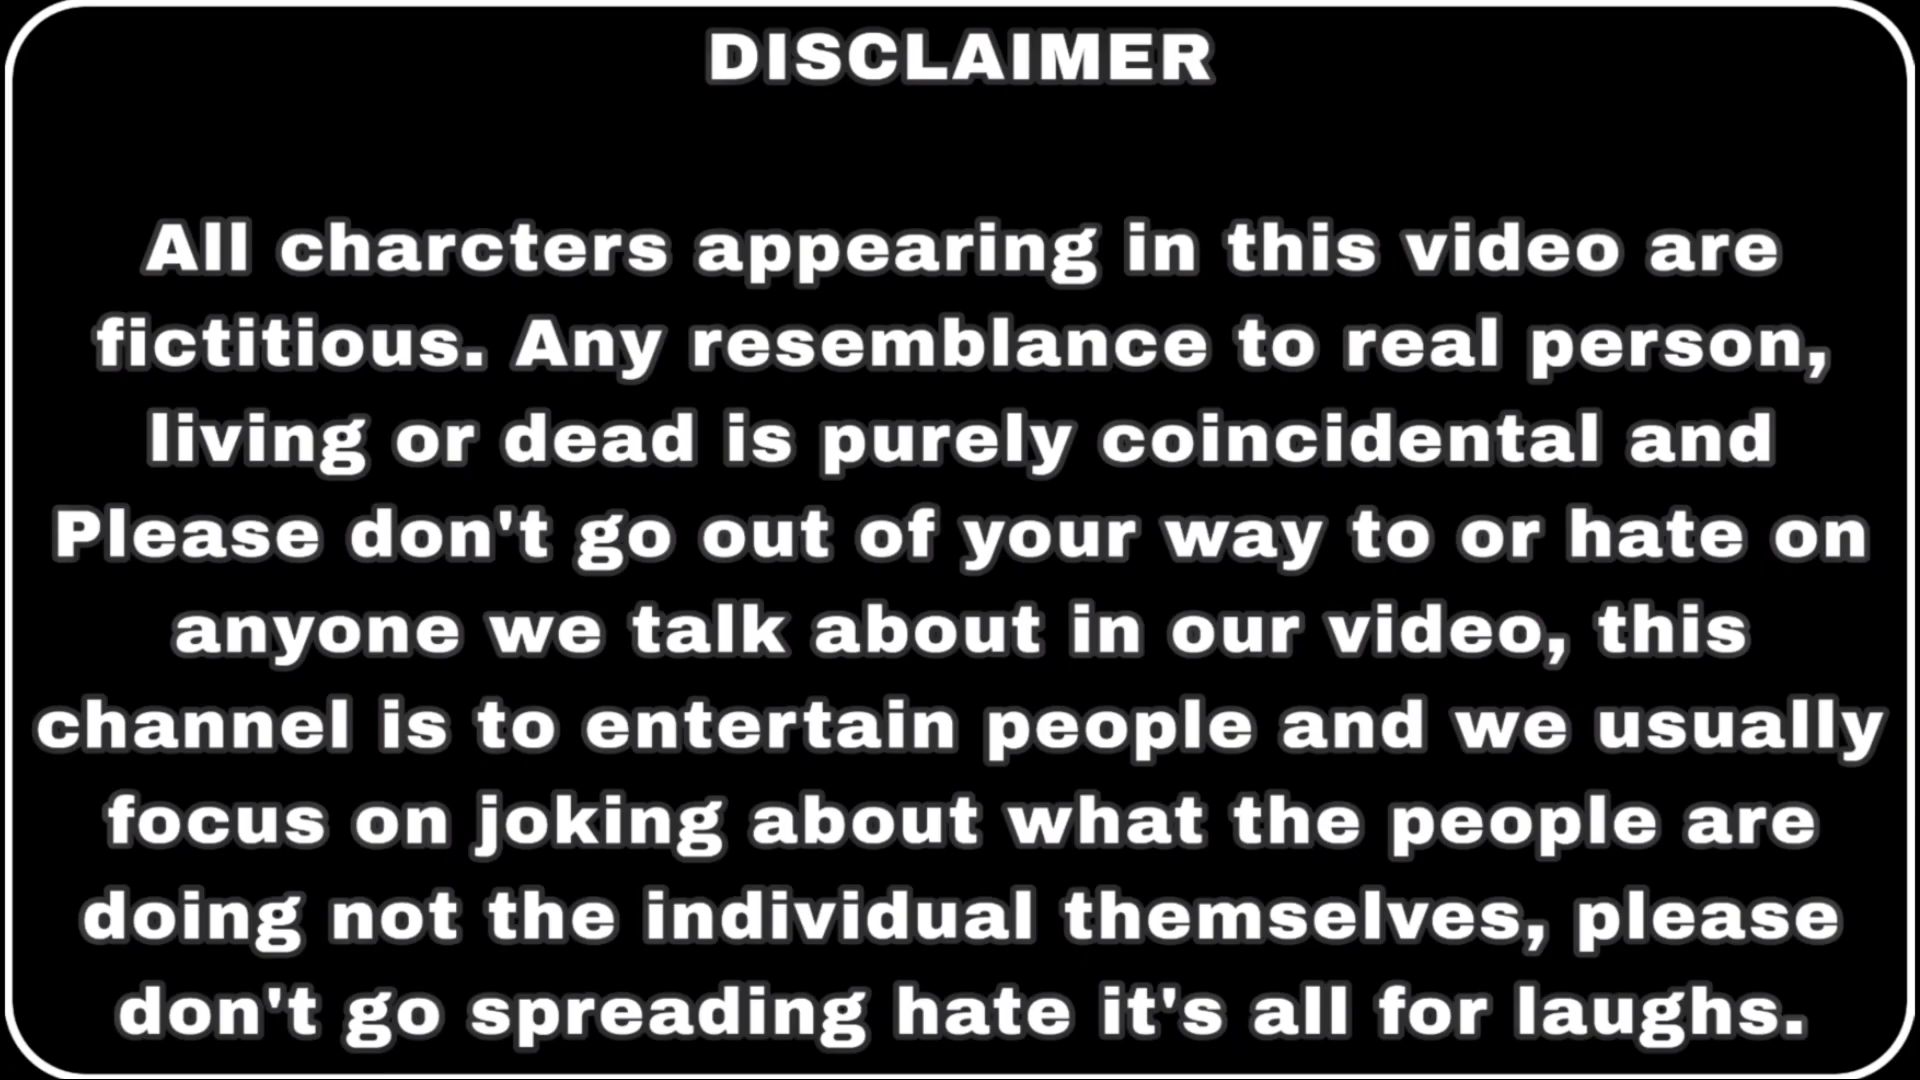 DISCLAIMER
All charcters appearing in this video are
fictitious. Any resemblance to real person,
living or dead is purely coincidental and
Please don't go out of your way to or hate on
anyone we talk about in our video, this
channel is to entertain people and we usually
focus on joking about what the people are
doing not the individual themselves, please
don't go spreading hate it's all for laughs.